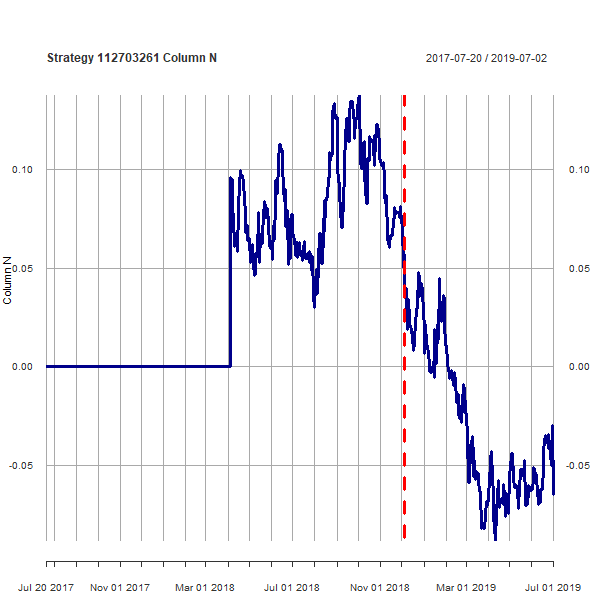 Strategy 112703261 Column N
2017-07-20 / 2019-07-02
Column N
0.10
0.10
0.05
0.05
0.00
0.00
-0.05
-0.05
Jul 20 2017
Nov 01 2017
Mar 01 2018
Jul 01 2018
Nov 01 2018
Mar 01 2019
Jul 01 2019